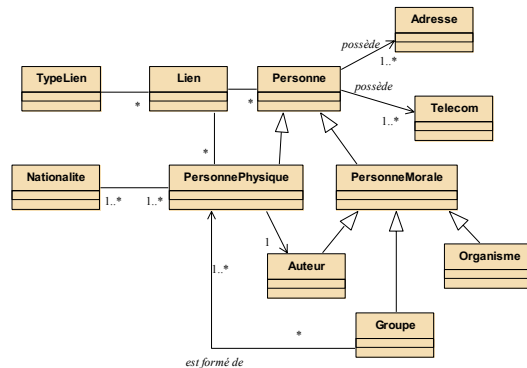 Adresse
possède
1..*
TypeLien
Lien
Personne
*
*
possède
1..*
Telecom
*
Nationalite
PersonnePhysique
PersonneMorale
1..*
1..*
1
Auteur
Organisme
1..*
*
Groupe
est formé de